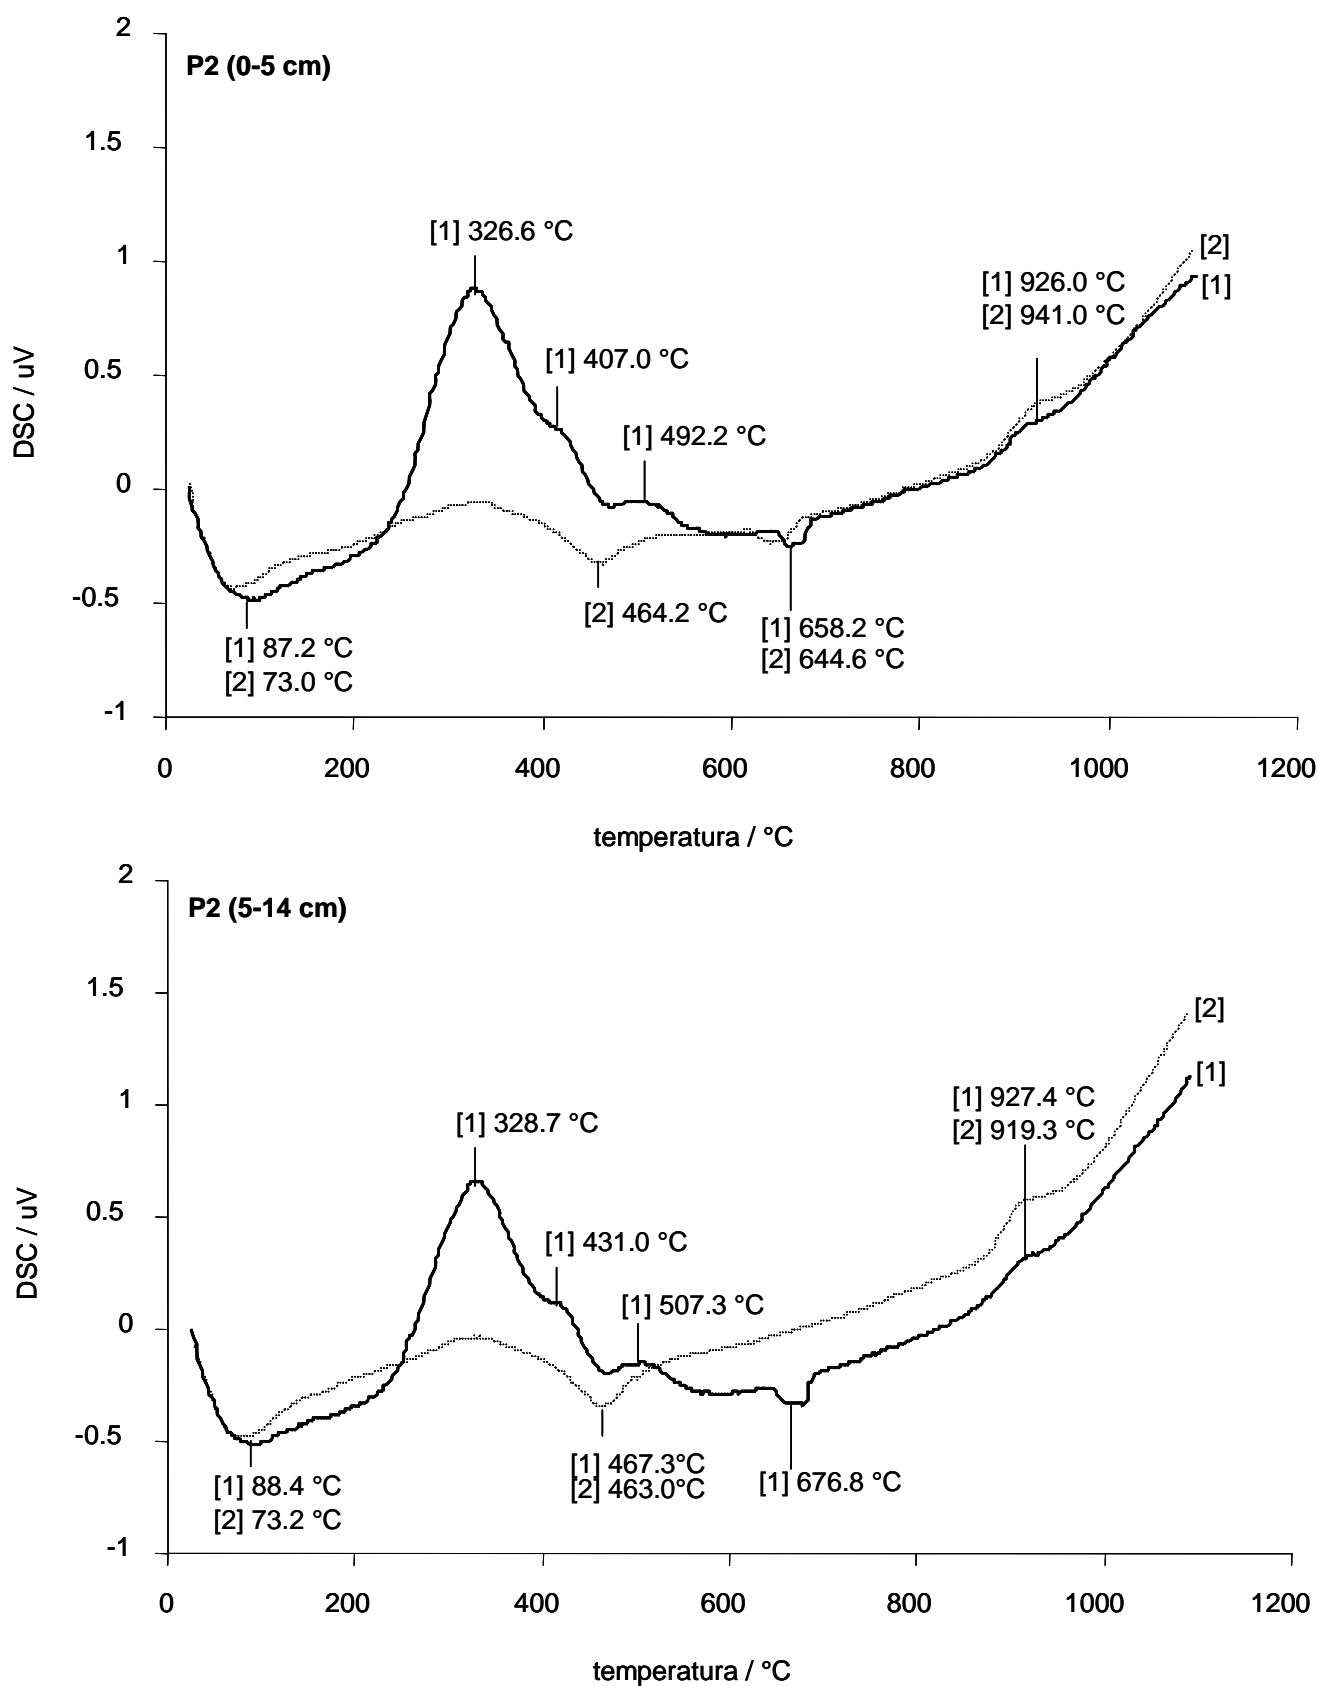 2
P2 (0-5 cm)
1.5
[1] 326.6 °C
1
[2]
[1] 926.0 °C
[1]
[2] 941.0 °C
[1] 407.0 °C
0.5
DSC / uV
[1] 492.2 °C
0
-0.5
[2] 464.2 °C
[1] 658.2 °C
[2] 644.6 °C
[1] 87.2 °C
[2] 73.0 °C
-1
0 200 400 600 800 1000 1200
temperatura / °C
2
P2 (5-14 cm)
1.5
[2]
[1]
1
[1] 927.4 °C
[2] 919.3 °C
[1] 328.7 °C
0.5
DSC / uV
[1] 431.0 °C
[1] 507.3 °C
0
-0.5
[1] 467.3°C
[2] 463.0°C
[1] 676.8 °C
[1] 88.4 °C
[2] 73.2 °C
-1
0 200 400 600 800 1000 1200
temperatura / °C